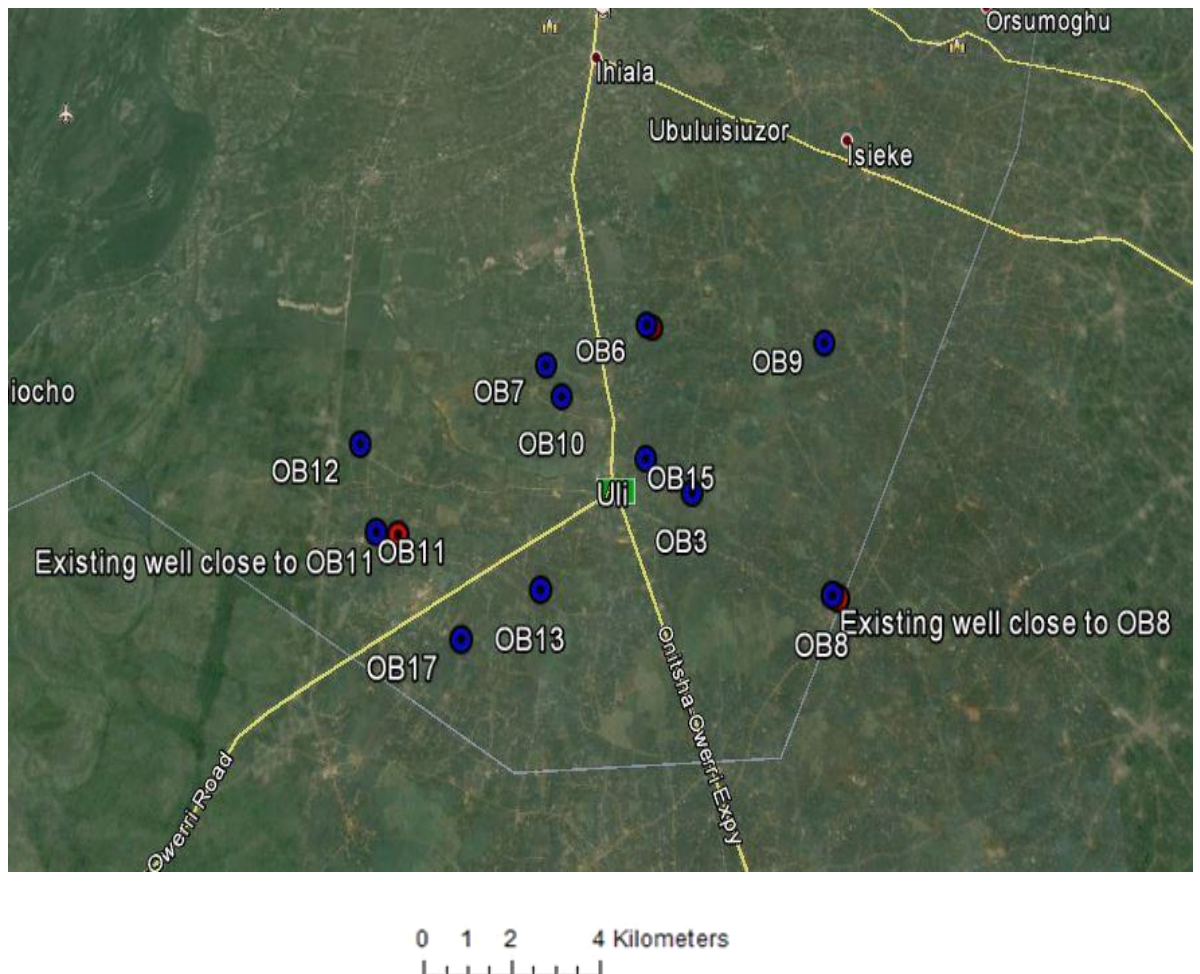 Orsumoghu
Ihiala
Ubuluisiuzor
Isieke
OB6
OB9
iocho
OB7
OB10
OB12
OB15
Uli
OB3
Existing well close to OB11
OB11
Existing well close to OB8
OB8
OB13
OB17
Onitsha-Owerri-Expy
Owerri Road
0 1 2 4 Kilometers